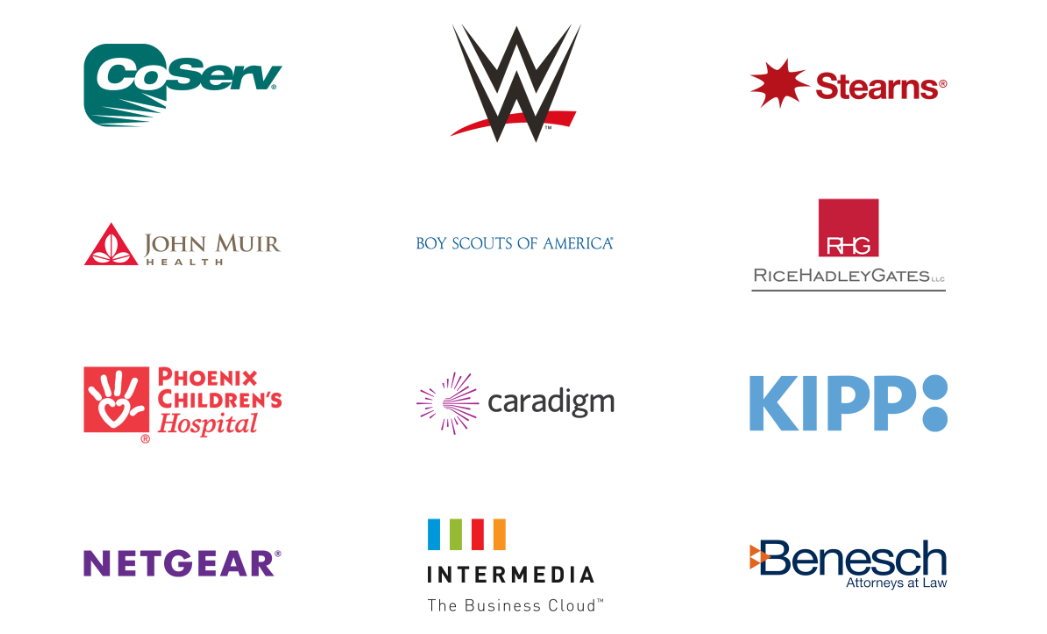 CoServ®
WWW™
Stearns®
JOHN MUIR
HEALTH
BOY SCOUTS OF AMERICA®
RHG
RICEHADLEYGATES LLC
PHOENIX
CHILDREN'S
Hospital
®
caradigm
KIPP:
NETGEAR®
INTERMEDIA
The Business Cloud™
Benesch
Attorneys at Law